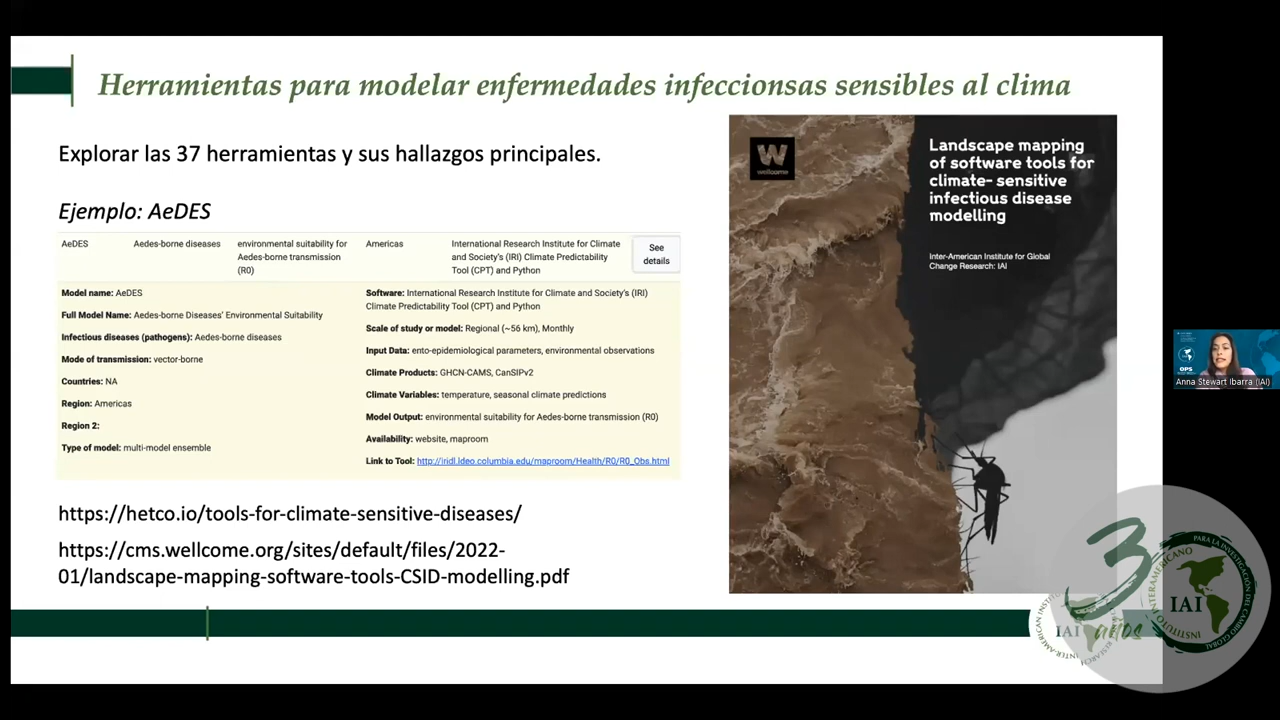 Herramientas para modelar enfermedades infeccionsas sensibles al clima
Explorar las 37 herramientas y sus hallazgos principales.
Ejemplo: AeDES
AeDES
Aedes-borne diseases
environmental suitability for
Aedes-borne transmission
(R0)
Americas
International Research Institute for Climate
and Society's (IRI) Climate Predictability
Tool (CPT) and Python
See
details
Model name: AeDES
Full Model Name: Aedes-borne Diseases' Environmental Suitability
Infectious diseases (pathogens): Aedes-borne diseases
Mode of transmission: vector-borne
Countries: NA
Region: Americas
Region 2:
Type of model: multi-model ensemble
Software: International Research Institute for Climate and Society's (IRI)
Climate Predictability Tool (CPT) and Python
Scale of study or model: Regional (~56 km), Monthly
Input Data: ento-epidemiological parameters, environmental observations
Climate Products: GHCN-CAMS, CanSIPv2
Climate Variables: temperature, seasonal climate predictions
Model Output: environmental suitability for Aedes-borne transmission (R0)
Availability: website, maproom
Link to Tool: http://iridl.ldeo.columbia.edu/maproom/Health/R0/R0_Obs.html
https://hetco.io/tools-for-climate-sensitive-diseases/
https://cms.wellcome.org/sites/default/files/2022-
01/landscape-mapping-software-tools-CSID-modelling.pdf
W
wellcome
Landscape mapping
of software tools for
climate- sensitive
infectious disease
modelling
Inter-American Institute for Global
Change Research: IAI
OPS
Anna Stewart Ibarra (IAI)
30
IAI años
INSTITUTO INTERAMERICANO PARA LA INVESTIGACIÓN DEL CAMBIO GLOBAL
IAI